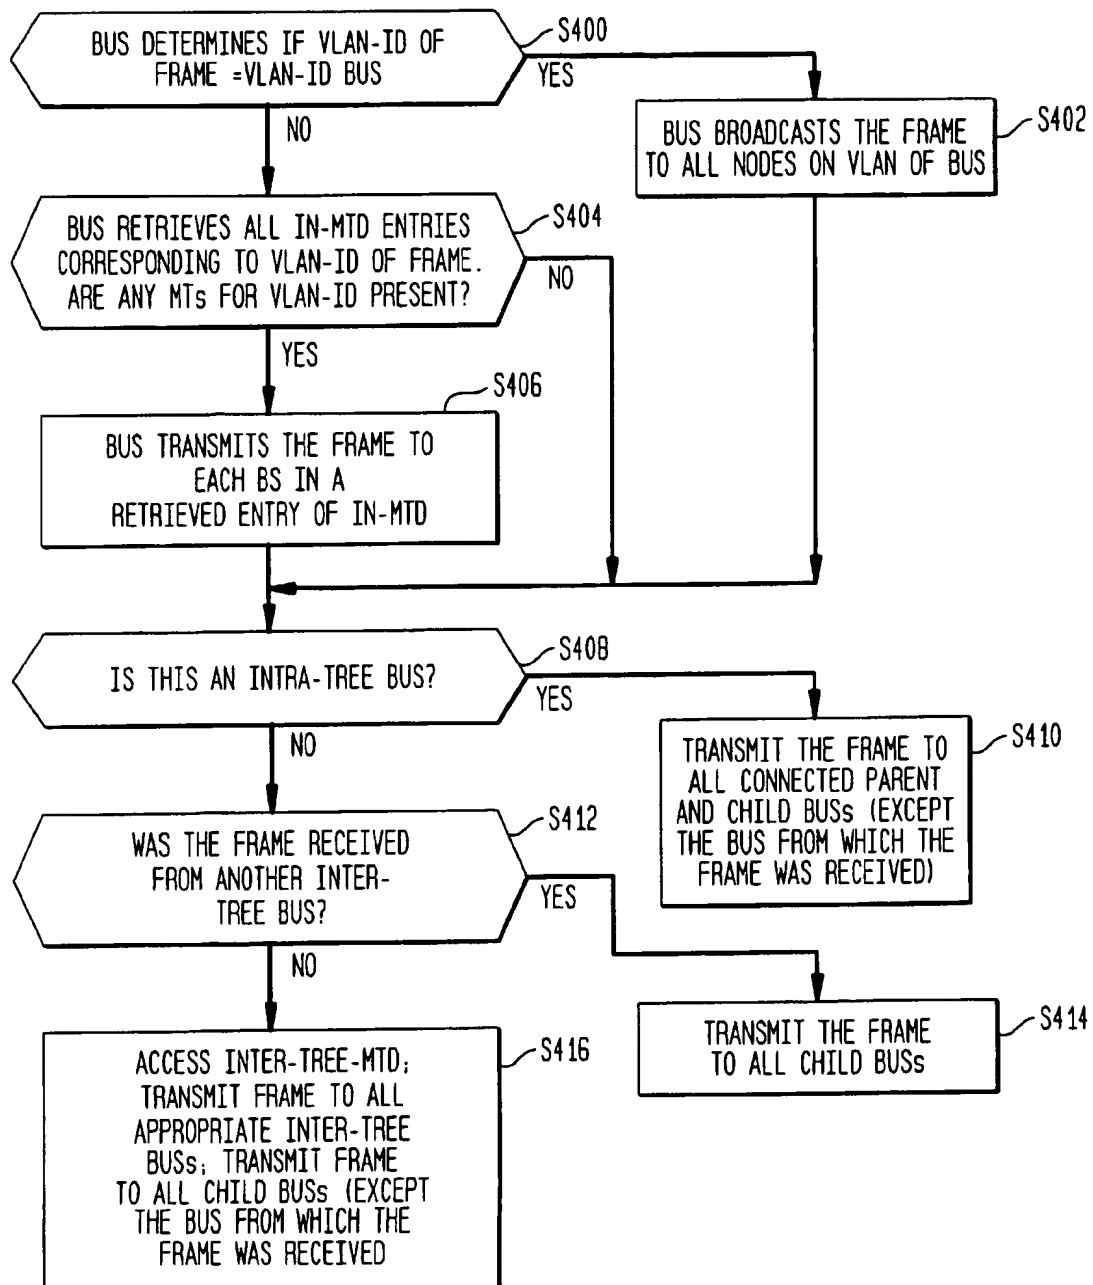 BUS DETERMINES IF VLAN-ID OF
FRAME =VLAN-ID BUS
S400
YES
NO
BUS BROADCASTS THE FRAME
TO ALL NODES ON VLAN OF BUS
S402
BUS RETRIEVES ALL IN-MTD ENTRIES
CORRESPONDING TO VLAN-ID OF FRAME.
ARE ANY MTs FOR VLAN-ID PRESENT?
S404
NO
YES
S406
BUS TRANSMITS THE FRAME TO
EACH BS IN A
RETRIEVED ENTRY OF IN-MTD
IS THIS AN INTRA-TREE BUS?
S408
YES
NO
TRANSMIT THE FRAME TO
ALL CONNECTED PARENT
AND CHILD BUSs (EXCEPT
THE BUS FROM WHICH THE
FRAME WAS RECEIVED)
S410
WAS THE FRAME RECEIVED
FROM ANOTHER INTER-
TREE BUS?
S412
YES
NO
TRANSMIT THE FRAME
TO ALL CHILD BUSs
S414
ACCESS INTER-TREE-MTD;
TRANSMIT FRAME TO ALL
APPROPRIATE INTER-TREE
BUSs; TRANSMIT FRAME
TO ALL CHILD BUSs (EXCEPT
THE BUS FROM WHICH THE
FRAME WAS RECEIVED
S416